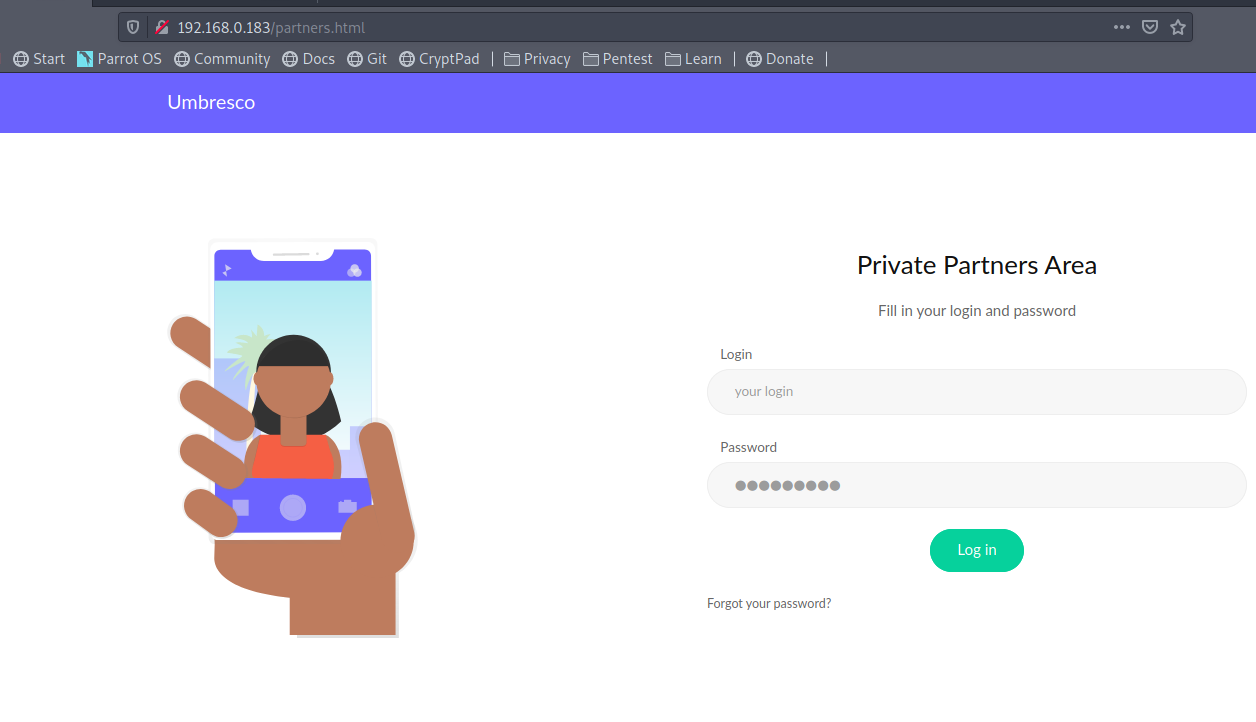 192.168.0.183/partners.html
Start Parrot OS Community Docs Git CryptPad Privacy Pentest Learn Donate
Umbresco
Private Partners Area
Fill in your login and password
Login
your login
Password
●●●●●●●●●
Log in
Forgot your password?